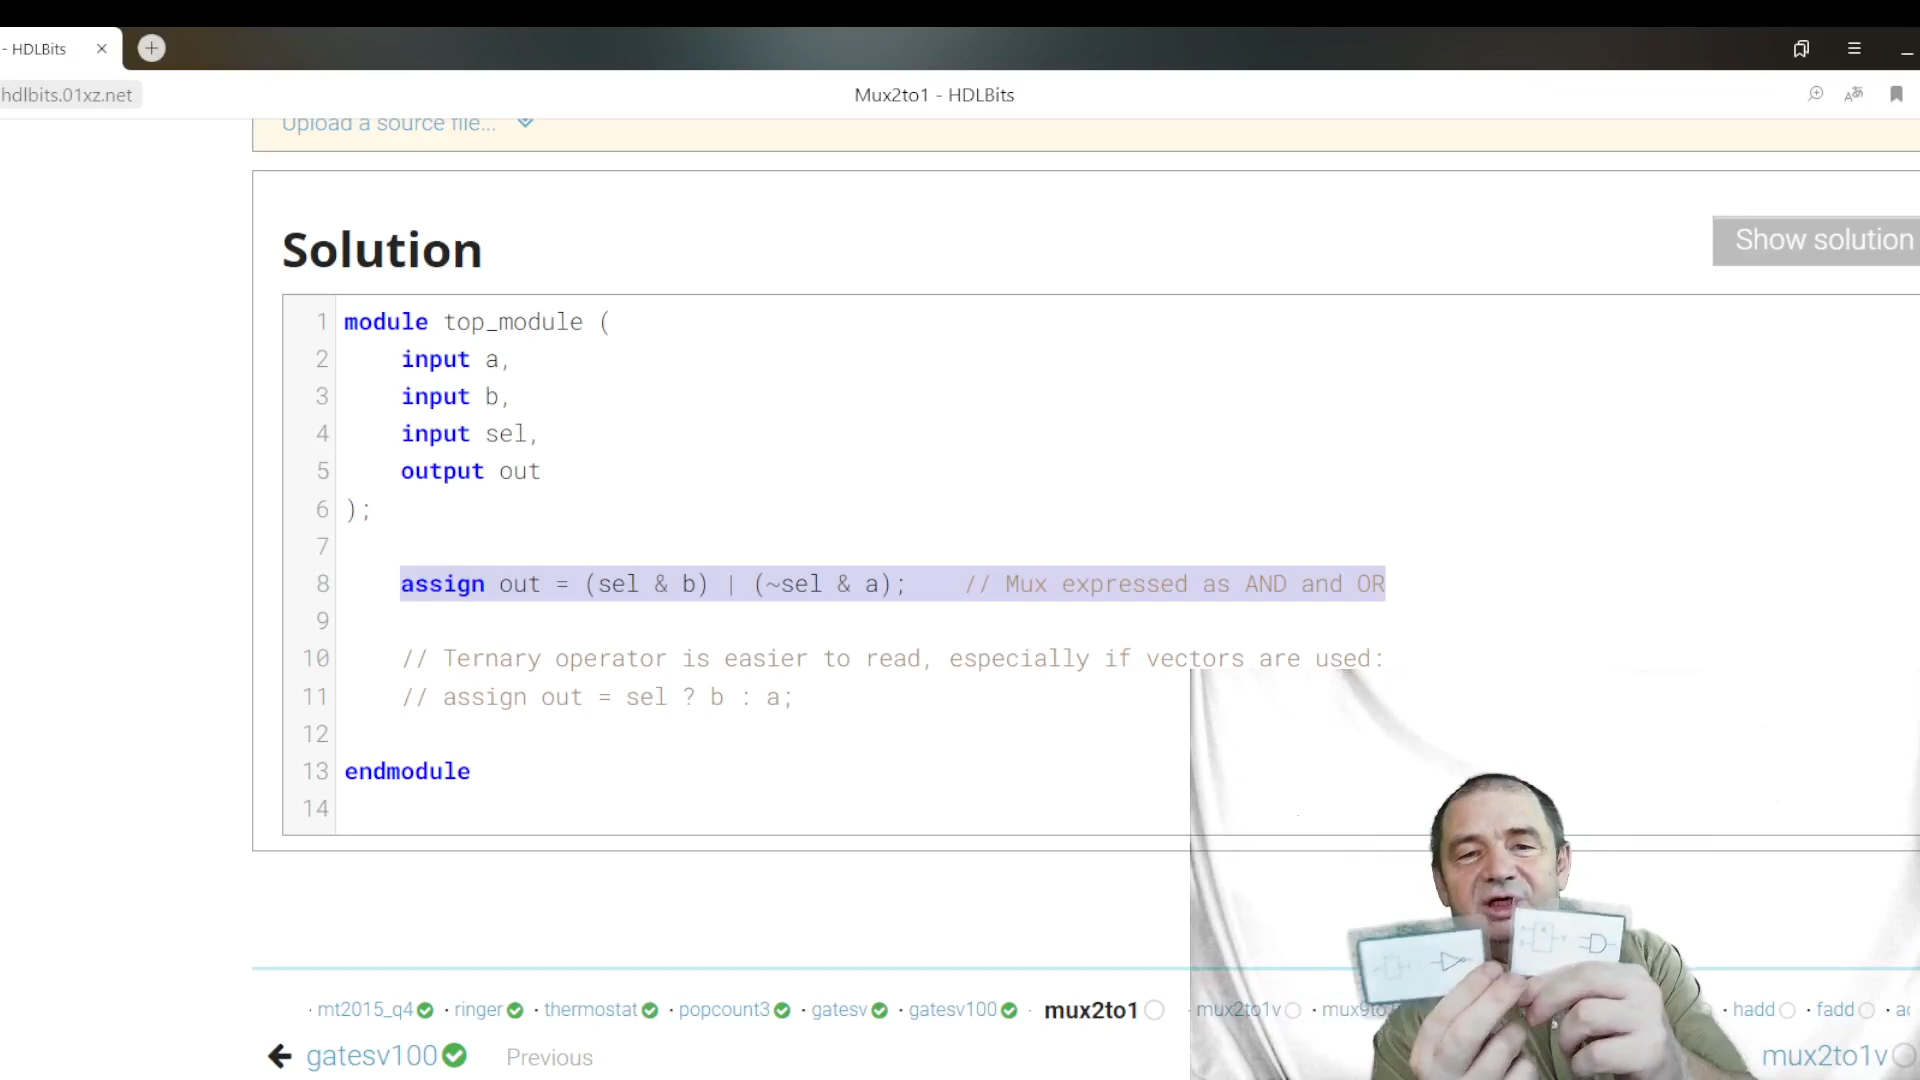 - HDLBits
hdlbits.01xz.net
Mux2to1 - HDLBits
Upload a source file...
Solution
Show solution
1 module top_module (
2     input a,
3     input b,
4     input sel,
5     output out
6 );
7
8     assign out = (sel & b) | (~sel & a);    // Mux expressed as AND and OR
9
10     // Ternary operator is easier to read, especially if vectors are used:
11     // assign out = sel ? b : a;
12
13 endmodule
14
· mt2015_q4 · ringer · thermostat · popcount3 · gatesv · gatesv100 · mux2to1 · mux2to1v · mux9to · hadd · fadd
gatesv100 Previous mux2to1v